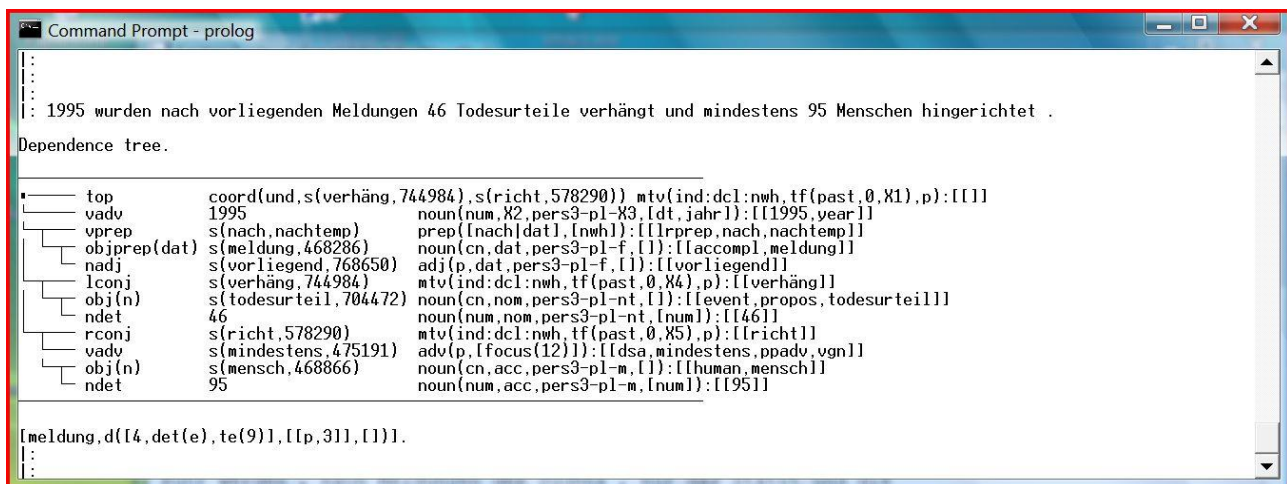 Command Prompt - prolog
|:
|:
|:
|: 1995 wurden nach vorliegenden Meldungen 46 Todesurteile verhängt und mindestens 95 Menschen hingerichtet .
Dependence tree.
top coord(und,s(verhäng,744984),s(richt,578290)) mtv(ind:dcl:nwh,tf(past,0,X1),p):[[]]
vadv 1995 noun(num,X2,pers3-pl-X3,[dt,jahr]):[[1995,year]]
vprep s(nach,nachtemp) prep([nach|dat],[nwh]):[[lrprep,nach,nachtemp]]
objprep(dat) s(meldung,468286) noun(cn,dat,pers3-pl-f,[]):[[accompl,meldung]]
nadj s(vorliegend,768650) adj(p,dat,pers3-pl-f,[]):[[vorliegend]]
lconj s(verhäng,744984) mtv(ind:dcl:nwh,tf(past,0,X4),p):[[verhäng]]
obj(n) s(todesurteil,704472) noun(cn,nom,pers3-pl-nt,[]):[[event,propos,todesurteil]]
ndet 46 noun(num,nom,pers3-pl-nt,[num]):[[46]]
rconj s(richt,578290) mtv(ind:dcl:nwh,tf(past,0,X5),p):[[richt]]
vadv s(mindestens,475191) adv(p,[focus(12)]):[[dsa,mindestens,ppadv,vgn]]
obj(n) s(mensch,468866) noun(cn,acc,pers3-pl-m,[]):[[human,mensch]]
ndet 95 noun(num,acc,pers3-pl-m,[num]):[[95]]
[meldung,d([4,det(e),te(9)],[[p,3]],[])].
|:
|: